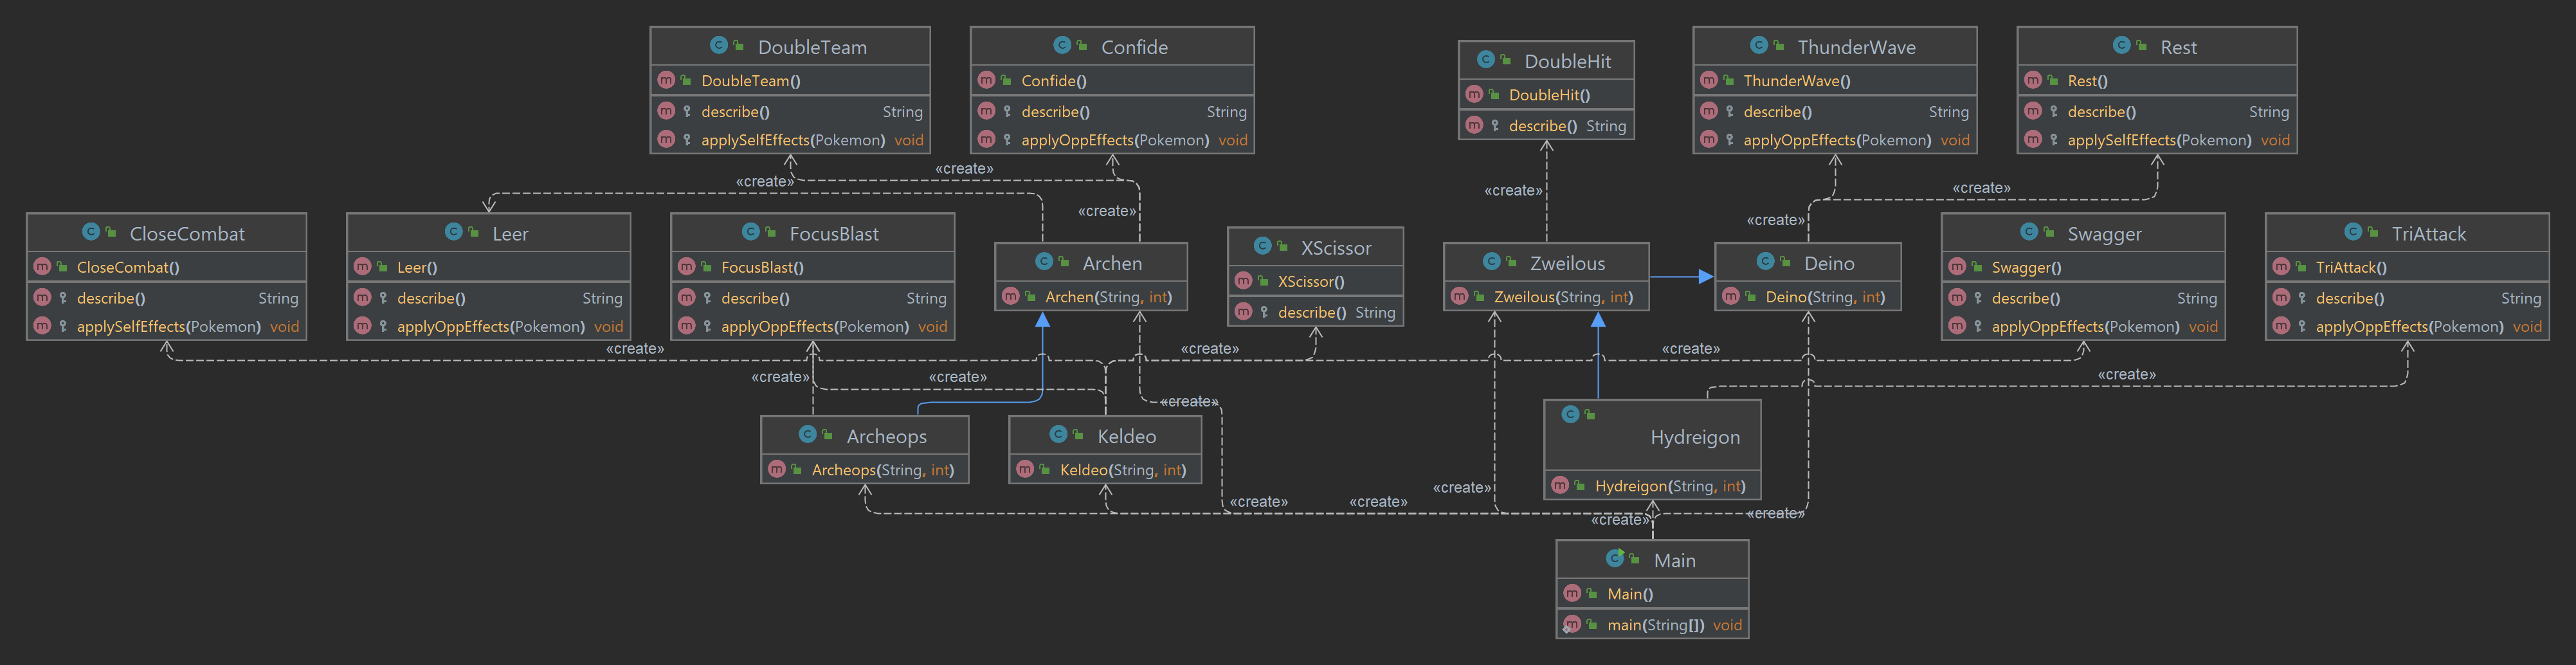 DoubleTeam
DoubleTeam()
describe() String
applySelfEffects(Pokemon) void
Confide
Confide()
describe() String
applyOppEffects(Pokemon) void
DoubleHit
DoubleHit()
describe() String
ThunderWave
ThunderWave()
describe() String
applyOppEffects(Pokemon) void
Rest
Rest()
describe() String
applySelfEffects(Pokemon) void
«create»
«create»
«create»
«create»
«create»
«create»
CloseCombat
CloseCombat()
describe() String
applySelfEffects(Pokemon) void
Leer
Leer()
describe() String
applyOppEffects(Pokemon) void
FocusBlast
FocusBlast()
describe() String
applyOppEffects(Pokemon) void
Archen
Archen(String, int)
XScissor
XScissor()
describe() String
Zweilous
Zweilous(String, int)
Deino
Deino(String, int)
Swagger
Swagger()
describe() String
applyOppEffects(Pokemon) void
TriAttack
TriAttack()
describe() String
applyOppEffects(Pokemon) void
«create»
«create»
«create»
«create»
«create»
«create»
«create»
Archeops
Archeops(String, int)
Keldeo
Keldeo(String, int)
Hydreigon
Hydreigon(String, int)
«create»
«create»
«create»
«create»
«create»
Main
Main()
main(String[]) void